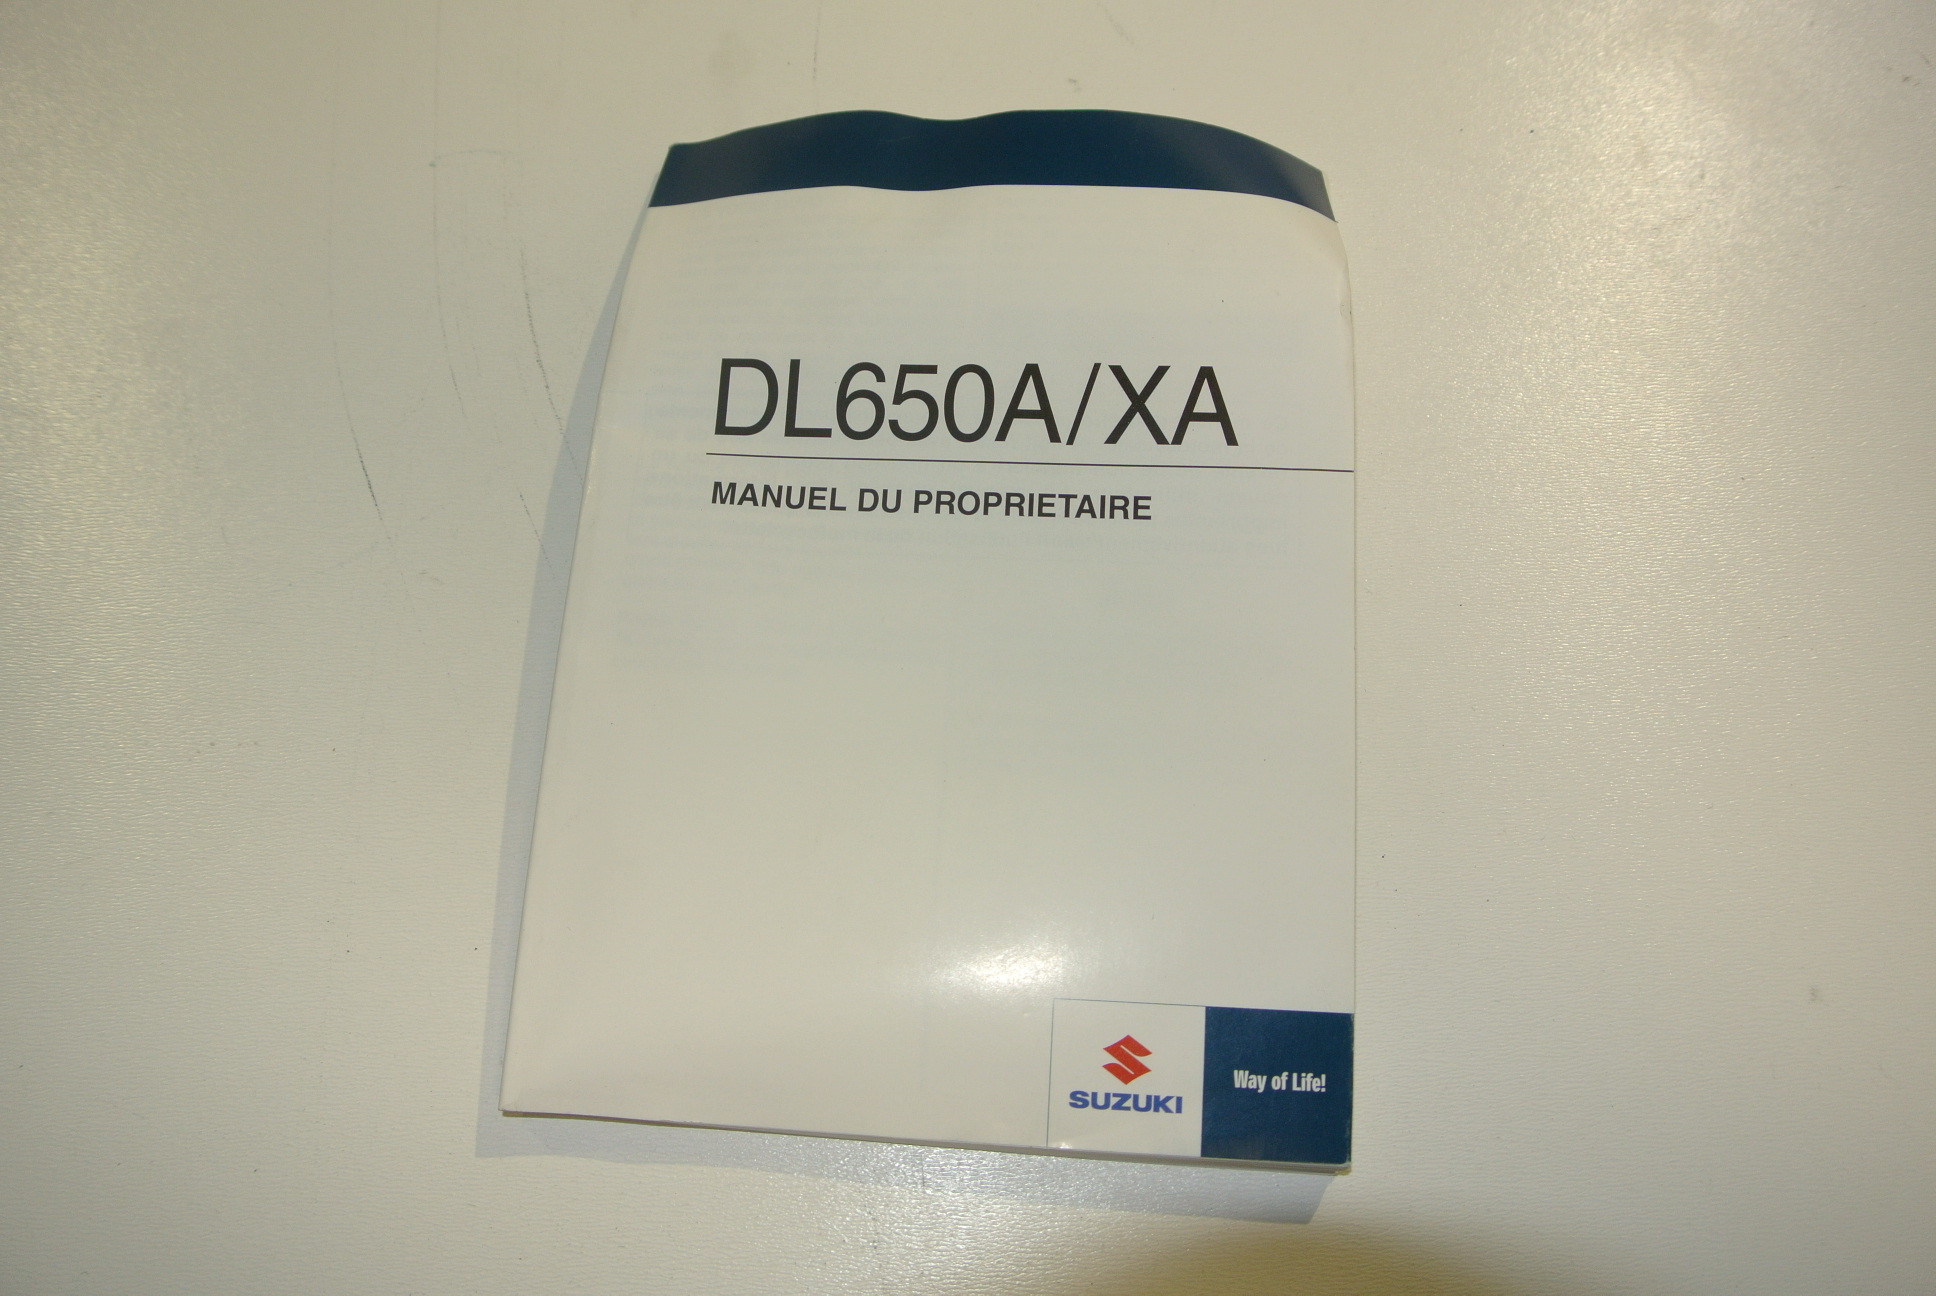 DL650A/XA
MANUEL DU PROPRIETAIRE
SUZUKI
Way of Life!